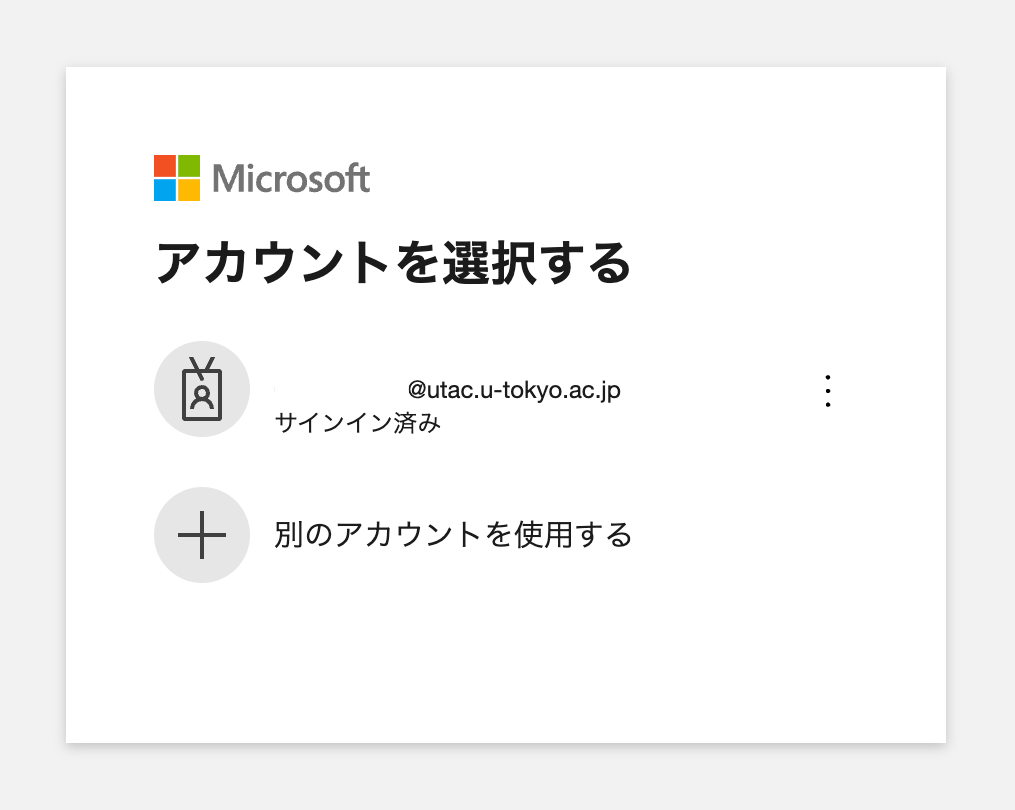 Microsoft
アカウントを選択する
@utac.u-tokyo.ac.jp
サインイン済み
別のアカウントを使用する